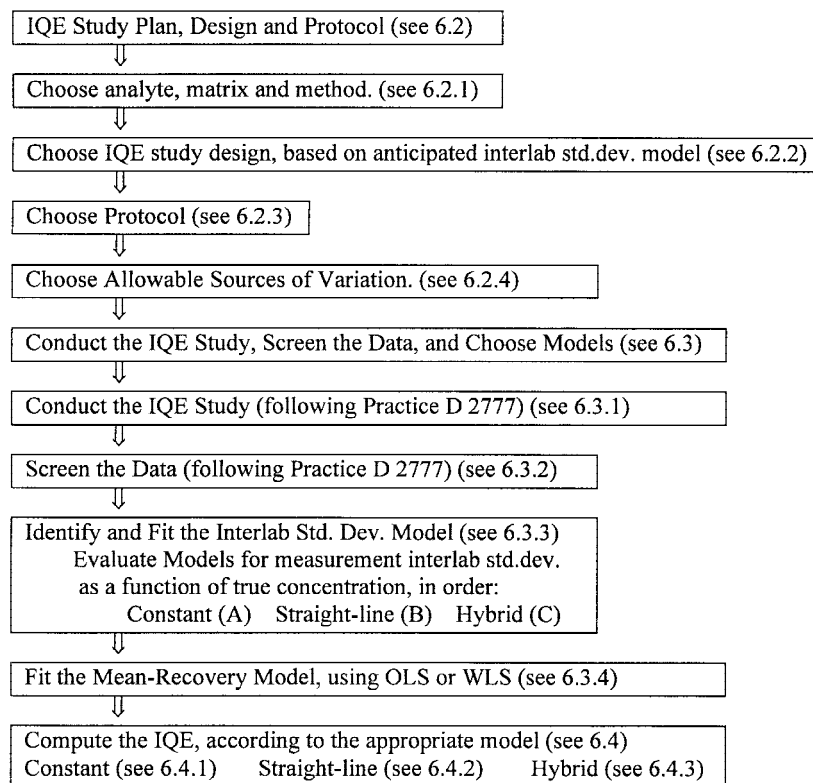 IQE Study Plan, Design and Protocol (see 6.2)
Choose analyte, matrix and method. (see 6.2.1)
Choose IQE study design, based on anticipated interlab std.dev. model (see 6.2.2)
Choose Protocol (see 6.2.3)
Choose Allowable Sources of Variation. (see 6.2.4)
Conduct the IQE Study, Screen the Data, and Choose Models (see 6.3)
Conduct the IQE Study (following Practice D 2777) (see 6.3.1)
Screen the Data (following Practice D 2777) (see 6.3.2)
Identify and Fit the Interlab Std. Dev. Model (see 6.3.3)
Evaluate Models for measurement interlab std.dev.
as a function of true concentration, in order:
Constant (A) Straight-line (B) Hybrid (C)
Fit the Mean-Recovery Model, using OLS or WLS (see 6.3.4)
Compute the IQE, according to the appropriate model (see 6.4)
Constant (see 6.4.1) Straight-line (see 6.4.2) Hybrid (see 6.4.3)